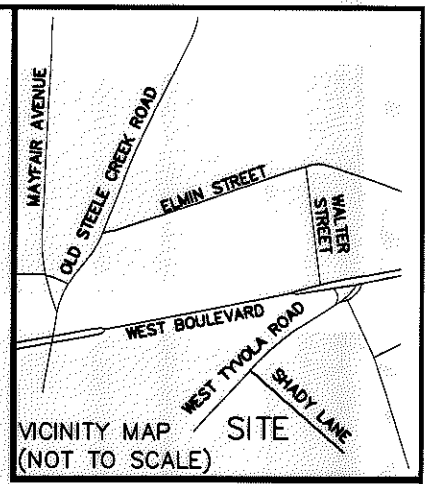 MAYFAIR AVENUE
OLD STEELE CREEK ROAD
ELMIN STREET
WALTER
STREET
WEST BOULEVARD
WEST TYVOLA ROAD
SHADY LANE
SITE
VICINITY MAP
(NOT TO SCALE)